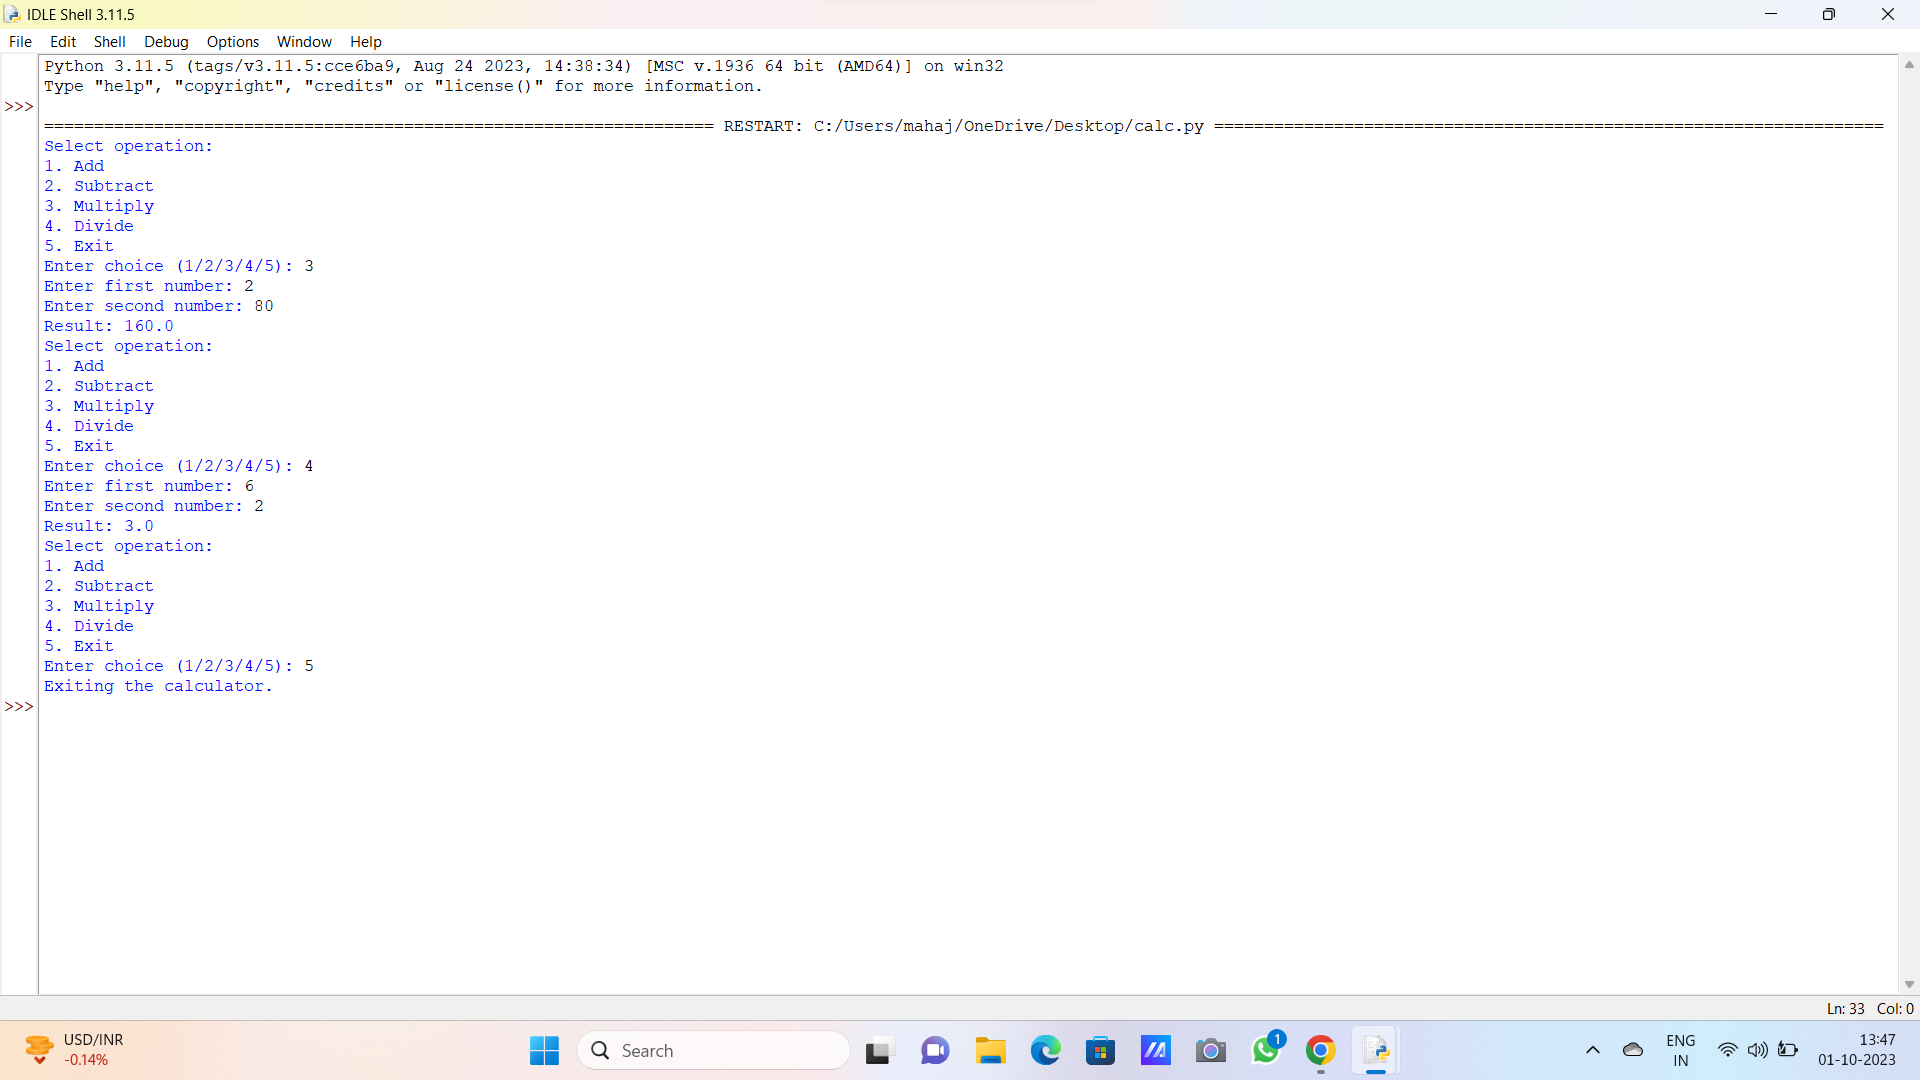 IDLE Shell 3.11.5
File Edit Shell Debug Options Window Help
Python 3.11.5 (tags/v3.11.5:cce6ba9, Aug 24 2023, 14:38:34) [MSC v.1936 64 bit (AMD64)] on win32
Type "help", "copyright", "credits" or "license()" for more information.
>>>
=================================================================== RESTART: C:/Users/mahaj/OneDrive/Desktop/calc.py ===================================================================
Select operation:
1. Add
2. Subtract
3. Multiply
4. Divide
5. Exit
Enter choice (1/2/3/4/5): 3
Enter first number: 2
Enter second number: 80
Result: 160.0
Select operation:
1. Add
2. Subtract
3. Multiply
4. Divide
5. Exit
Enter choice (1/2/3/4/5): 4
Enter first number: 6
Enter second number: 2
Result: 3.0
Select operation:
1. Add
2. Subtract
3. Multiply
4. Divide
5. Exit
Enter choice (1/2/3/4/5): 5
Exiting the calculator.
>>>
Ln: 33 Col: 0
USD/INR
-0.14%
Search
1
ENG
IN
13:47
01-10-2023